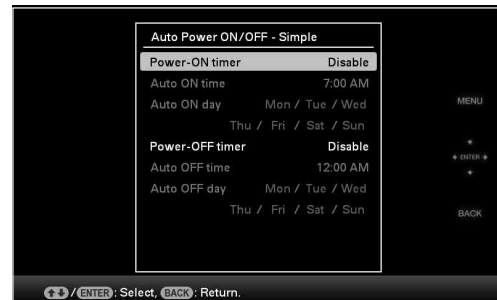 Auto Power ON/OFF - Simple
Power-ON timer Disable
Auto ON time 7:00 AM
Auto ON day Mon / Tue / Wed
Thu / Fri / Sat / Sun
Power-OFF timer Disable
Auto OFF time 12:00 AM
Auto OFF day Mon / Tue / Wed
Thu / Fri / Sat / Sun
MENU
ENTER
BACK
/ ENTER : Select, BACK : Return.